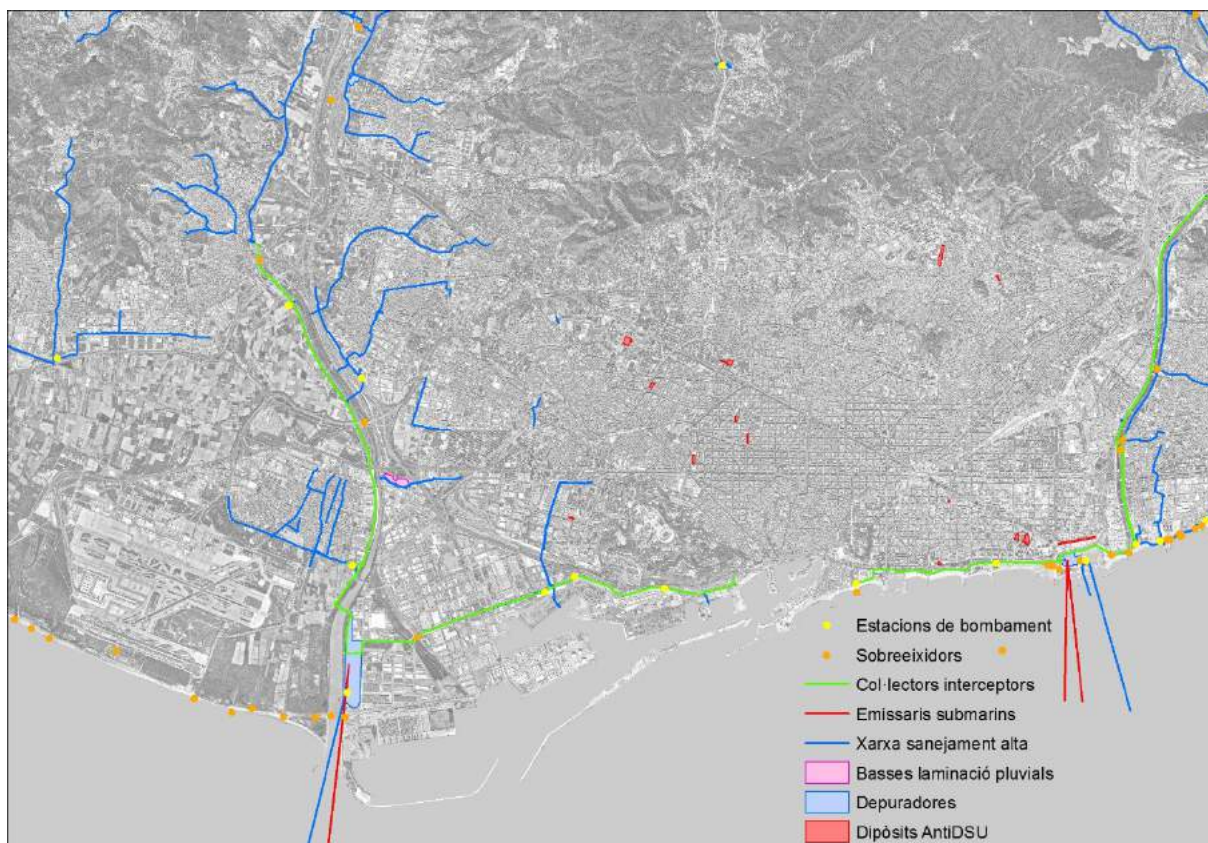 Estacions de bombament
Sobreeixidors
Col·lectors interceptors
Emissaris submarins
Xarxa sanejament alta
Basses laminació pluvials
Depuradores
Dipòsits AntiDSU